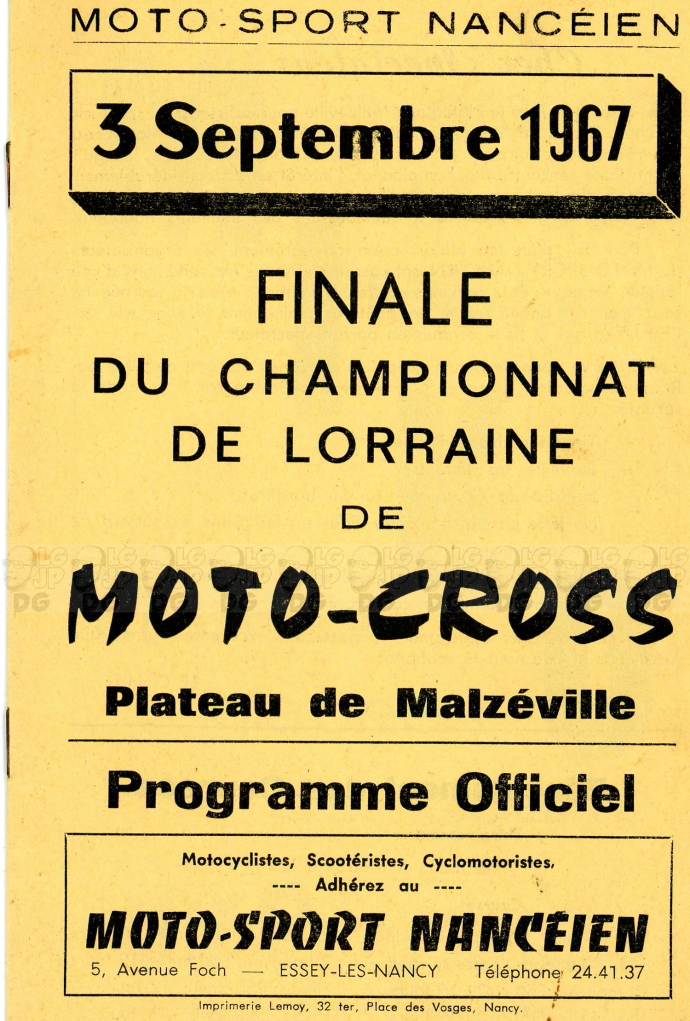 MOTO-SPORT NANCÉIEN
3 Septembre 1967
FINALE
DU CHAMPIONNAT
DE LORRAINE
DE
MOTO-CROSS
Plateau de Malzéville
Programme Officiel
Motocyclistes, Scootéristes, Cyclomotoristes,
---- Adhérez au ----
MOTO-SPORT NANCÉIEN
5, Avenue Foch — ESSEY-LES-NANCY Téléphone 24.41.37
Imprimerie Lemoy, 32 ter, Place des Vosges, Nancy.